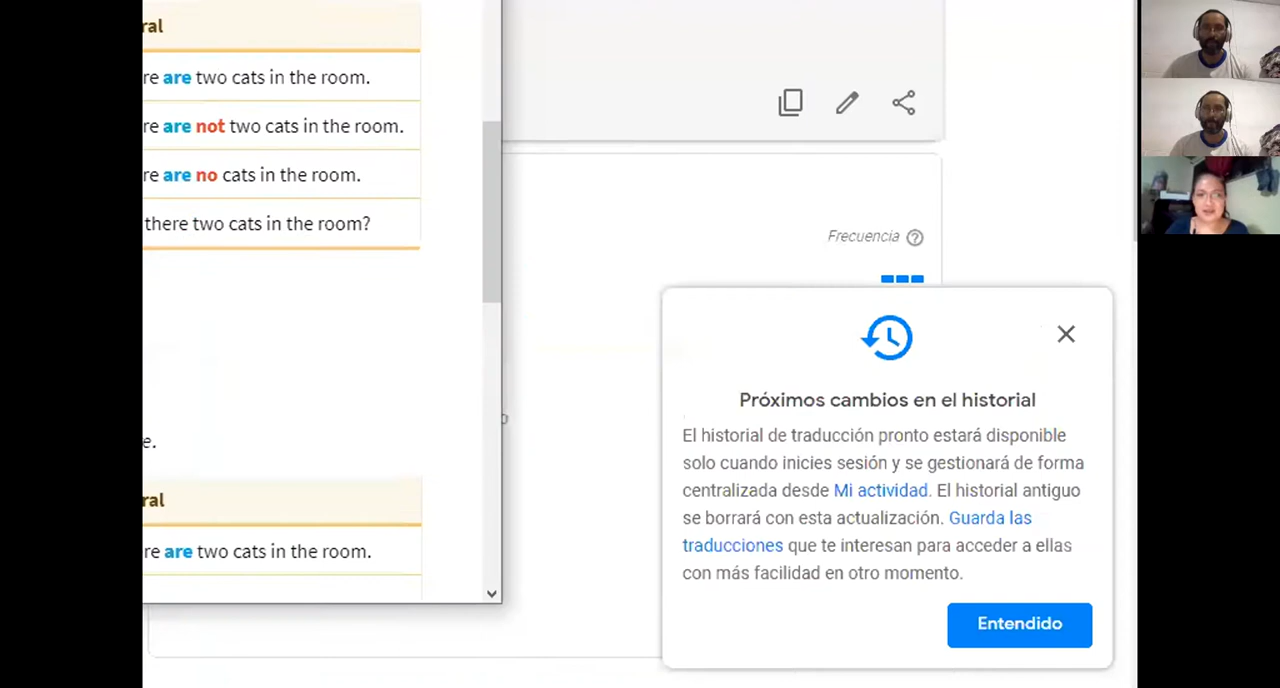 ral
re are two cats in the room.
re are not two cats in the room.
re are no cats in the room.
there two cats in the room?
e.
ral
re are two cats in the room.
Frecuencia
Próximos cambios en el historial
El historial de traducción pronto estará disponible
solo cuando inicies sesión y se gestionará de forma
centralizada desde Mi actividad. El historial antiguo
se borrará con esta actualización. Guarda las
traducciones que te interesan para acceder a ellas
con más facilidad en otro momento.
Entendido